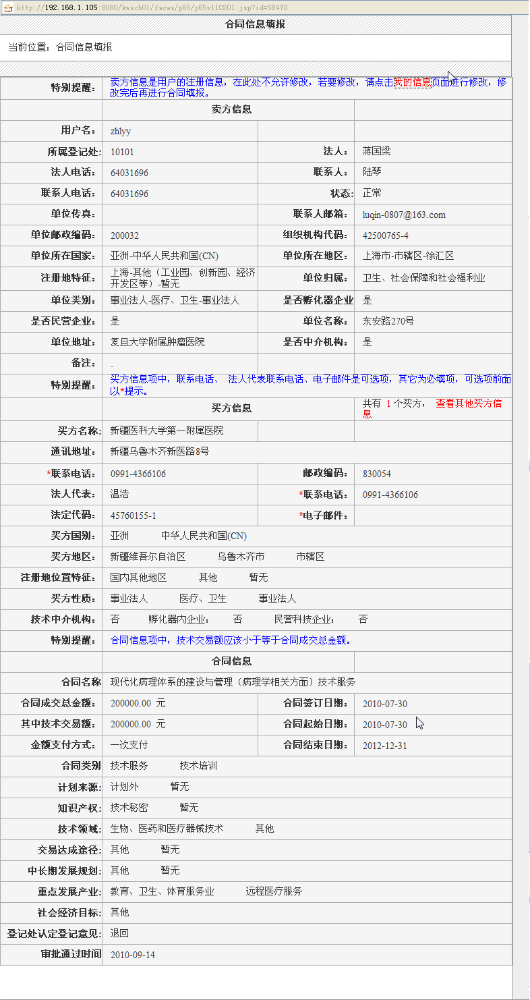 http://192.168.1.105:8080/kwscb01/faces/p65/p65v110201.jsp?id=58470
合同信息填报
当前位置：合同信息填报
特别提醒： 卖方信息是用户的注册信息，在此处不允许修改，若要修改，请点击我的信息页面进行修改，修
改完后再进行合同填报。
卖方信息
用户名： zhlyy
所属登记处: 10101 法人： 蒋国梁
法人电话： 64031696 联系人： 陆琴
联系人电话： 64031696 状态: 正常
单位传真： 联系人邮箱： luqin-0807@163.com
单位邮政编码： 200032 组织机构代码： 42500765-4
单位所在国家： 亚洲-中华人民共和国(CN) 单位所在地区： 上海市-市辖区-徐汇区
注册地特征： 上海-其他（工业园、创新园、经济
开发区等）-暂无 单位归属： 卫生、社会保障和社会福利业
单位类别： 事业法人-医疗、卫生-事业法人 是否孵化器企业 是
是否民营企业： 是 单位名称： 东安路270号
单位地址： 复旦大学附属肿瘤医院 是否中介机构： 是
备注： .
特别提醒： 买方信息项中，联系电话、 法人代表联系电话、电子邮件是可选项，其它为必填项，可选项前面
以*提示。
买方信息 共有 1 个买方， 查看其他买方信
息
买方名称: 新疆医科大学第一附属医院
通讯地址： 新疆乌鲁木齐新医路8号
*联系电话： 0991-4366106 邮政编码： 830054
法人代表： 温浩 *联系电话： 0991-4366106
法定代码： 45760155-1 *电子邮件：
买方国别： 亚洲 中华人民共和国(CN)
买方地区： 新疆维吾尔自治区 乌鲁木齐市 市辖区
注册地位置特征： 国内其他地区 其他 暂无
买方性质： 事业法人 医疗、卫生 事业法人
技术中介机构： 否 孵化器内企业： 否 民营科技企业： 否
特别提醒： 合同信息项中，技术交易额应该小于等于合同成交总金额。
合同信息
合同名称 现代化病理体系的建设与管理（病理学相关方面）技术服务
合同成交总金额： 200000.00 元 合同签订日期： 2010-07-30
其中技术交易额： 200000.00 元 合同起始日期： 2010-07-30
金额支付方式： 一次支付 合同结束日期： 2012-12-31
合同类别 技术服务 技术培训
计划来源: 计划外 暂无
知识产权: 技术秘密 暂无
技术领域: 生物、医药和医疗器械技术 其他
交易达成途径: 其他 暂无
中长期发展规划: 其他 暂无
重点发展产业: 教育、卫生、体育服务业 远程医疗服务
社会经济目标: 其他
登记处认定登记意见: 退回
审批通过时间 2010-09-14